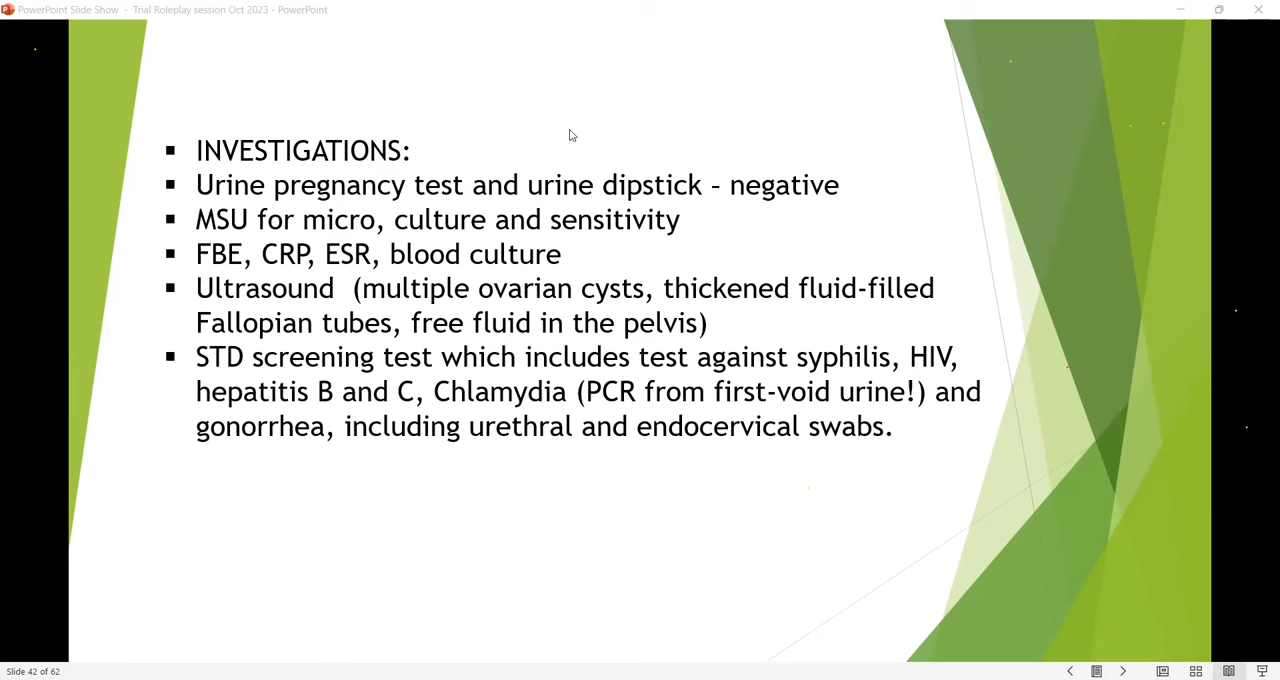 PowerPoint Slide Show - Trial Roleplay session Oct 2023 - PowerPoint
▪ INVESTIGATIONS:
▪ Urine pregnancy test and urine dipstick – negative
▪ MSU for micro, culture and sensitivity
▪ FBE, CRP, ESR, blood culture
▪ Ultrasound (multiple ovarian cysts, thickened fluid-filled
Fallopian tubes, free fluid in the pelvis)
▪ STD screening test which includes test against syphilis, HIV,
hepatitis B and C, Chlamydia (PCR from first-void urine!) and
gonorrhea, including urethral and endocervical swabs.
Slide 42 of 62